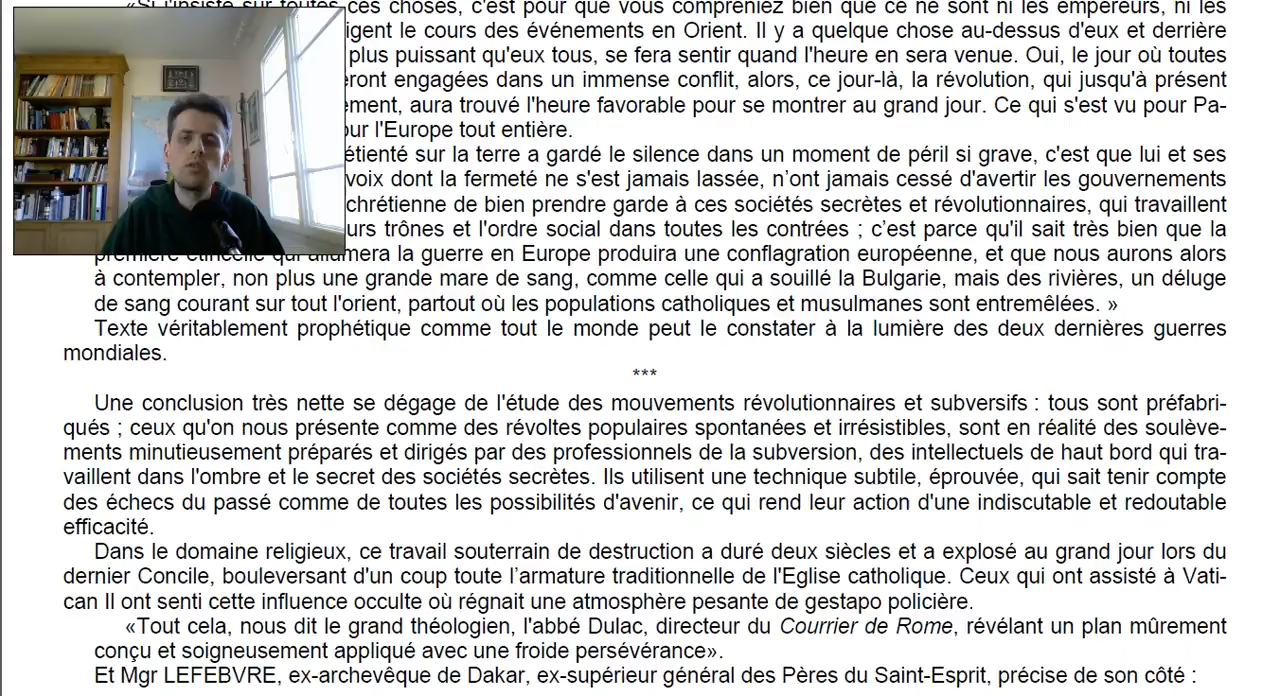 «Si l'insiste sur toutes ces choses, c'est pour que vous compreniez bien que ce ne sont ni les empereurs, ni les
igent le cours des événements en Orient. Il y a quelque chose au-dessus d'eux et derrière
plus puissant qu'eux tous, se fera sentir quand l'heure en sera venue. Oui, le jour où toutes
ront engagées dans un immense conflit, alors, ce jour-là, la révolution, qui jusqu'à présent
ement, aura trouvé l'heure favorable pour se montrer au grand jour. Ce qui s'est vu pour Pa-
ur l'Europe tout entière.
étienté sur la terre a gardé le silence dans un moment de péril si grave, c'est que lui et ses
voix dont la fermeté ne s'est jamais lassée, n’ont jamais cessé d'avertir les gouvernements
chrétienne de bien prendre garde à ces sociétés secrètes et révolutionnaires, qui travaillent
urs trônes et l'ordre social dans toutes les contrées ; c’est parce qu'il sait très bien que la
première étincelle qui allumera la guerre en Europe produira une conflagration européenne, et que nous aurons alors
à contempler, non plus une grande mare de sang, comme celle qui a souillé la Bulgarie, mais des rivières, un déluge
de sang courant sur tout l'orient, partout où les populations catholiques et musulmanes sont entremêlées. »
Texte véritablement prophétique comme tout le monde peut le constater à la lumière des deux dernières guerres
mondiales.
***
Une conclusion très nette se dégage de l'étude des mouvements révolutionnaires et subversifs : tous sont préfabri-
qués ; ceux qu'on nous présente comme des révoltes populaires spontanées et irrésistibles, sont en réalité des soulève-
ments minutieusement préparés et dirigés par des professionnels de la subversion, des intellectuels de haut bord qui tra-
vaillent dans l'ombre et le secret des sociétés secrètes. Ils utilisent une technique subtile, éprouvée, qui sait tenir compte
des échecs du passé comme de toutes les possibilités d'avenir, ce qui rend leur action d'une indiscutable et redoutable
efficacité.
Dans le domaine religieux, ce travail souterrain de destruction a duré deux siècles et a explosé au grand jour lors du
dernier Concile, bouleversant d'un coup toute l’armature traditionnelle de l'Eglise catholique. Ceux qui ont assisté à Vati-
can II ont senti cette influence occulte où régnait une atmosphère pesante de gestapo policière.
«Tout cela, nous dit le grand théologien, l'abbé Dulac, directeur du Courrier de Rome, révélant un plan mûrement
conçu et soigneusement appliqué avec une froide persévérance».
Et Mgr LEFEBVRE, ex-archevêque de Dakar, ex-supérieur général des Pères du Saint-Esprit, précise de son côté :